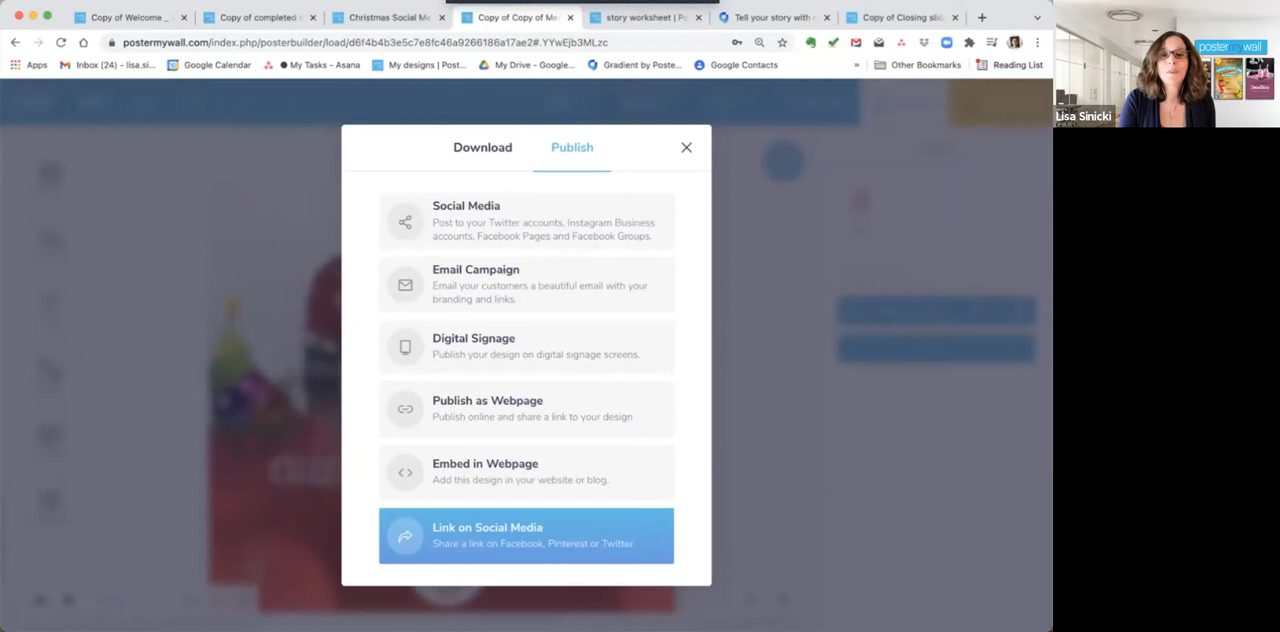 Copy of Welcome _
Copy of completed
Christmas Social Me
Copy of Copy of Me
story worksheet | Po
Tell your story with
Copy of Closing slid
postermywall.com/index.php/posterbuilder/load/d6f4b4b3e5c7e8fc46a9266186a17ae2#.YYwEjb3MLzc
Apps
Inbox (24) - lisa.si...
Google Calendar
My Tasks - Asana
My designs | Post...
My Drive - Google...
Gradient by Poste...
Google Contacts
»
Other Bookmarks
Reading List
postermywall
Lisa Sinicki
Download
Publish
Social Media
Post to your Twitter accounts, Instagram Business
accounts, Facebook Pages and Facebook Groups.
Email Campaign
Email your customers a beautiful email with your
branding and links.
Digital Signage
Publish your design on digital signage screens.
Publish as Webpage
Publish online and share a link to your design
Embed in Webpage
Add this design in your website or blog.
Link on Social Media
Share a link on Facebook, Pinterest or Twitter.